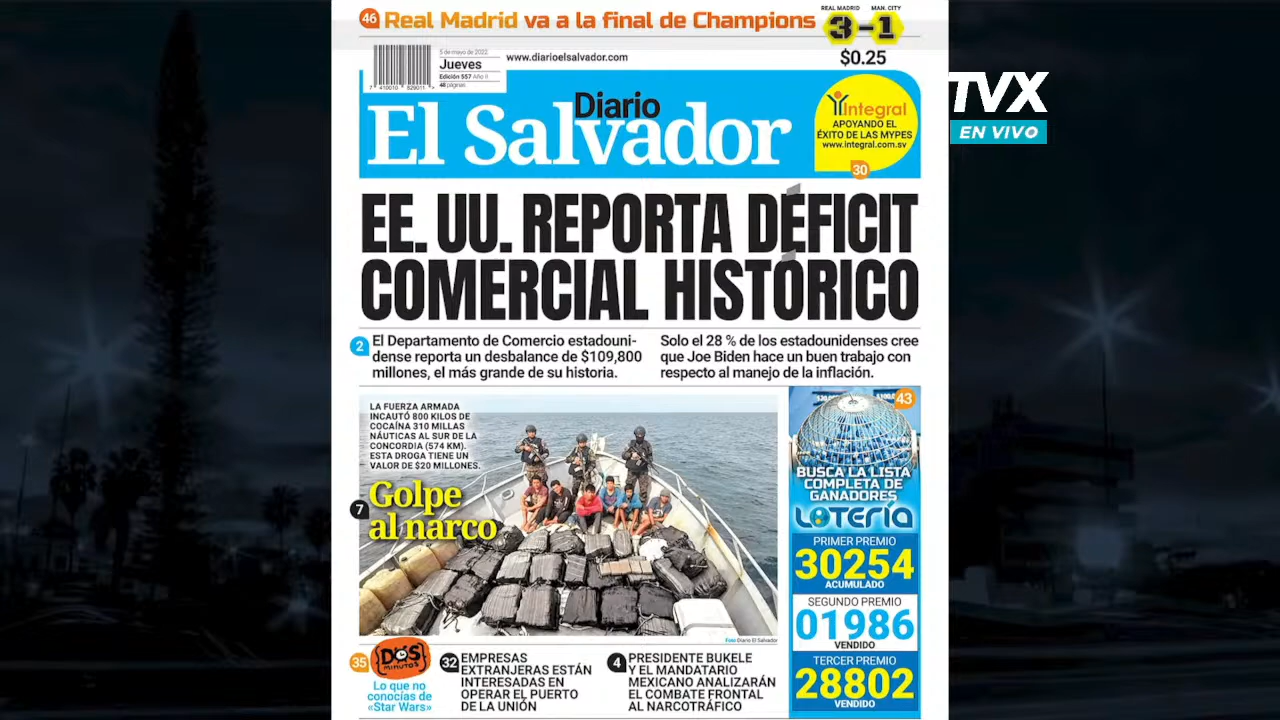 46 Real Madrid va a la final de Champions
REAL MADRID MAN. CITY
3-1
5 de mayo de 2022
Jueves
Edición 557 Año II
48 páginas
7 410010 829011 >
www.diarioelsalvador.com
$0.25
Diario
El Salvador
integral
APOYANDO EL
ÉXITO DE LAS MYPES
www.integral.com.sv
30
TVX
EN VIVO
EE. UU. REPORTA DÉFICIT
COMERCIAL HISTÓRICO
2 El Departamento de Comercio estadouni-
dense reporta un desbalance de $109,800
millones, el más grande de su historia.
Solo el 28 % de los estadounidenses cree
que Joe Biden hace un buen trabajo con
respecto al manejo de la inflación.
LA FUERZA ARMADA
INCAUTÓ 800 KILOS DE
COCAÍNA 310 MILLAS
NÁUTICAS AL SUR DE LA
CONCORDIA (574 KM).
ESTA DROGA TIENE UN
VALOR DE $20 MILLONES.
7 Golpe
al narco
Foto Diario El Salvador
43
BUSCA LA LISTA
COMPLETA DE
GANADORES
LOTERÍA
PRIMER PREMIO
30254
ACUMULADO
SEGUNDO PREMIO
01986
VENDIDO
TERCER PREMIO
28802
VENDIDO
35 DOS
MINUTOS
Lo que no
conocías de
«Star Wars»
32 EMPRESAS
EXTRANJERAS ESTÁN
INTERESADAS EN
OPERAR EL PUERTO
DE LA UNIÓN
4 PRESIDENTE BUKELE
Y EL MANDATARIO
MEXICANO ANALIZARÁN
EL COMBATE FRONTAL
AL NARCOTRÁFICO